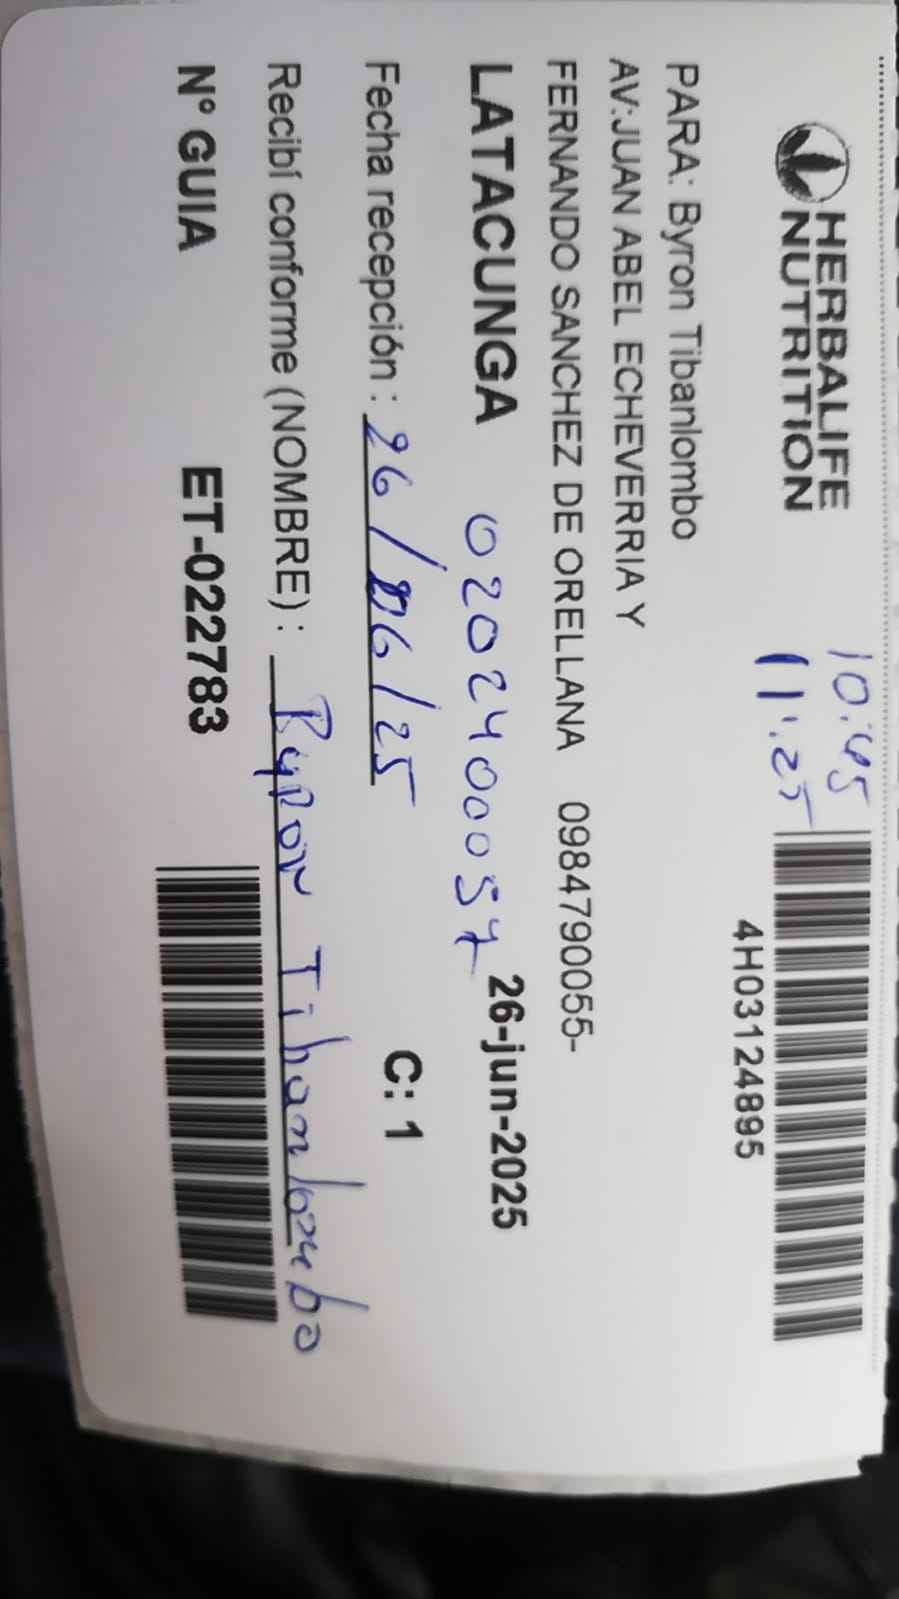 HERBALIFE
NUTRITION
10:45
11:25
4H03124895
PARA: Byron Tibanlombo
AV.JUAN ABEL ECHEVERRIA Y
FERNANDO SANCHEZ DE ORELLANA 0984790055-
LATACUNGA 0202400057 26-jun-2025
Fecha recepción : 26/06/25 C: 1
Recibí conforme (NOMBRE) : Byron Tibanlombo
N° GUIA ET-022783